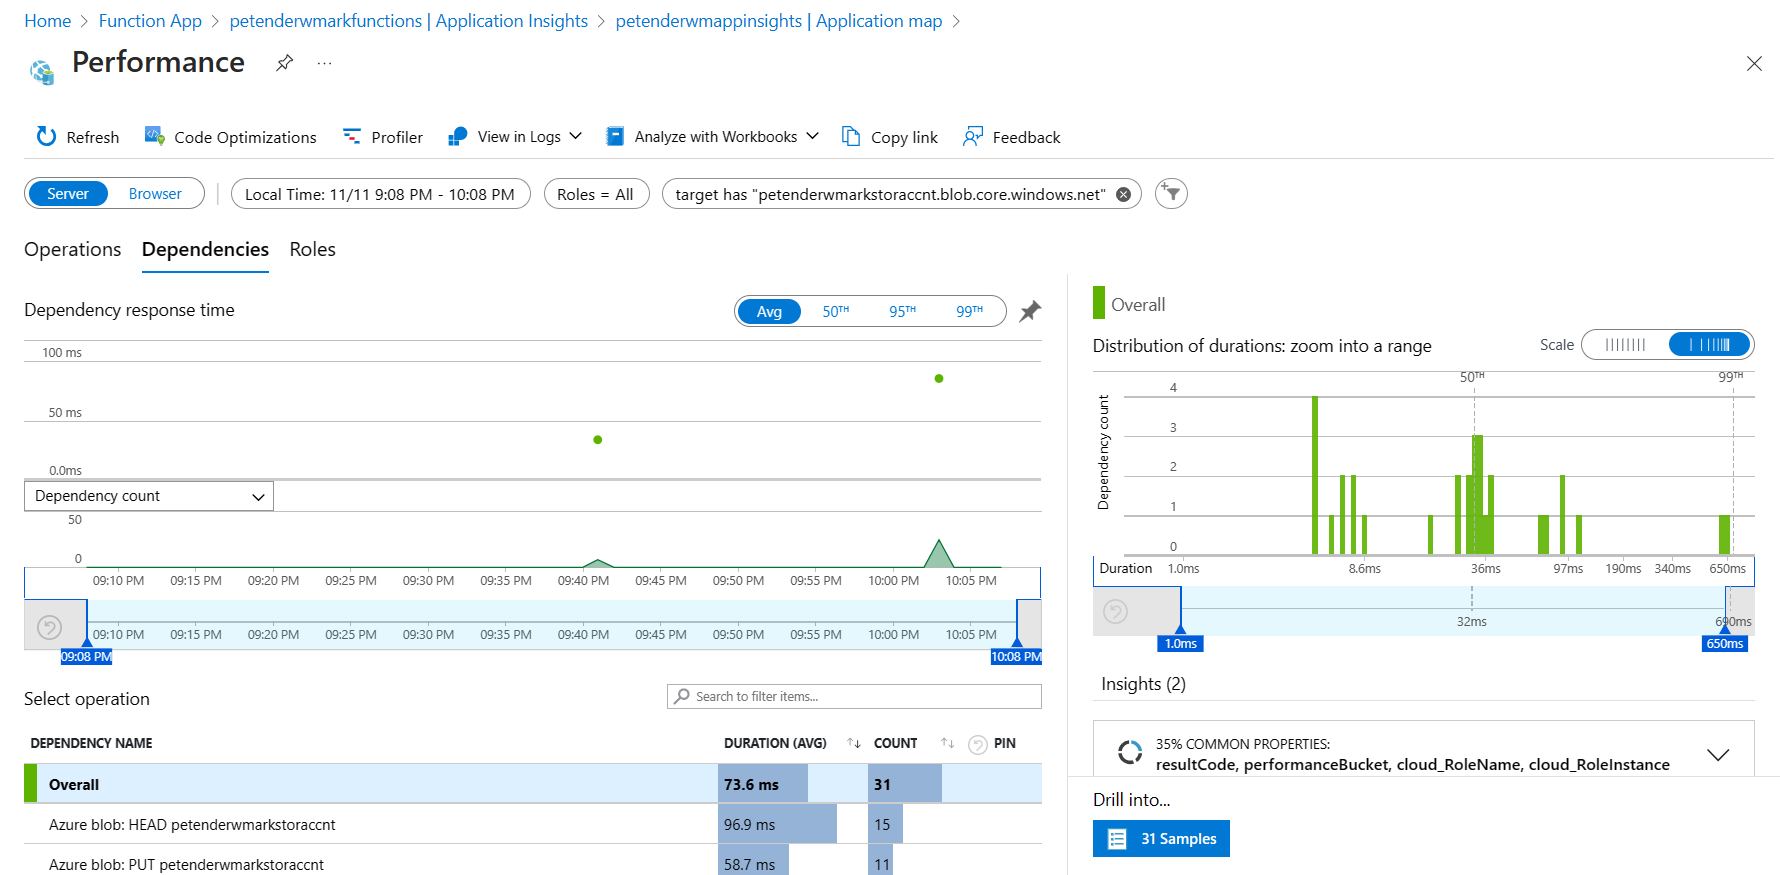 Home > Function App > petenderwmarkfunctions | Application Insights > petenderwmappinsights | Application map >
Performance ...
Refresh Code Optimizations Profiler View in Logs Analyze with Workbooks Copy link Feedback
Server Browser Local Time: 11/11 9:08 PM - 10:08 PM Roles = All target has "petenderwmarkstoraccnt.blob.core.windows.net"
Operations Dependencies Roles
Dependency response time Avg 50TH 95TH 99TH
100 ms
50 ms
0.0ms
Dependency count
50
0
09:10 PM 09:15 PM 09:20 PM 09:25 PM 09:30 PM 09:35 PM 09:40 PM 09:45 PM 09:50 PM 09:55 PM 10:00 PM 10:05 PM
09:10 PM 09:15 PM 09:20 PM 09:25 PM 09:30 PM 09:35 PM 09:40 PM 09:45 PM 09:50 PM 09:55 PM 10:00 PM 10:05 PM
09:08 PM 10:08 PM
Select operation Search to filter items...
DEPENDENCY NAME DURATION (AVG) COUNT PIN
Overall 73.6 ms 31
Azure blob: HEAD petenderwmarkstoraccnt 96.9 ms 15
Azure blob: PUT petenderwmarkstoraccnt 58.7 ms 11
Overall
Distribution of durations: zoom into a range Scale
50TH 99TH
Dependency count
4
3
2
1
0
Duration 1.0ms 8.6ms 36ms 97ms 190ms 340ms 650ms
32ms 690ms
1.0ms 650ms
Insights (2)
35% COMMON PROPERTIES:
resultCode, performanceBucket, cloud_RoleName, cloud_RoleInstance
Drill into...
31 Samples